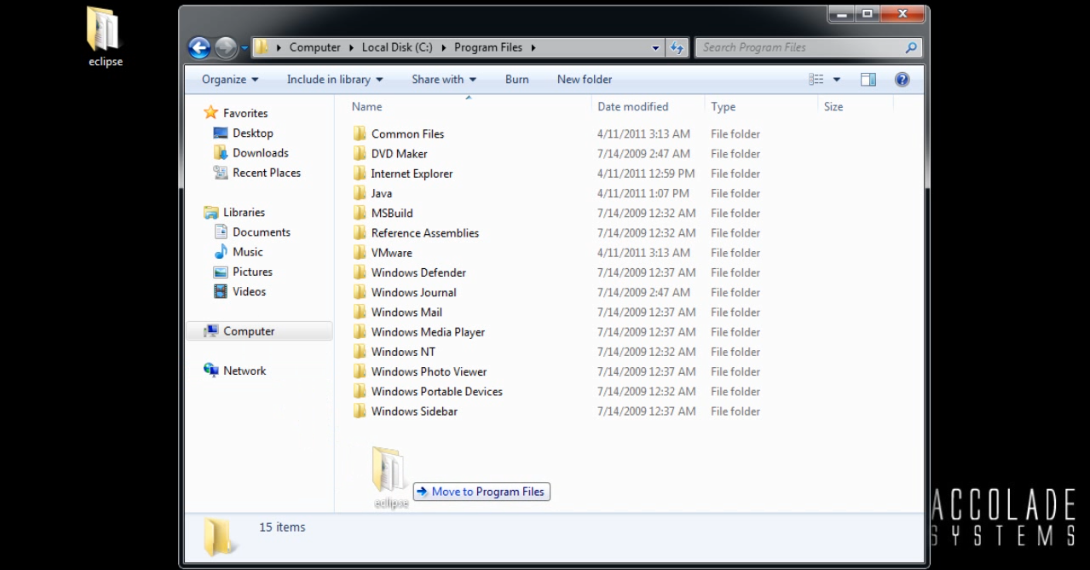 eclipse
Computer Local Disk (C:) Program Files
Search Program Files
Organize Include in library Share with Burn New folder
Name Date modified Type Size
Favorites
Desktop
Downloads
Recent Places
Libraries
Documents
Music
Pictures
Videos
Computer
Network
Common Files 4/11/2011 3:13 AM File folder
DVD Maker 7/14/2009 2:47 AM File folder
Internet Explorer 4/11/2011 12:59 PM File folder
Java 4/11/2011 1:07 PM File folder
MSBuild 7/14/2009 12:32 AM File folder
Reference Assemblies 7/14/2009 12:32 AM File folder
VMware 4/11/2011 3:13 AM File folder
Windows Defender 7/14/2009 12:37 AM File folder
Windows Journal 7/14/2009 2:47 AM File folder
Windows Mail 7/14/2009 12:37 AM File folder
Windows Media Player 7/14/2009 12:37 AM File folder
Windows NT 7/14/2009 12:32 AM File folder
Windows Photo Viewer 7/14/2009 12:37 AM File folder
Windows Portable Devices 7/14/2009 12:32 AM File folder
Windows Sidebar 7/14/2009 12:37 AM File folder
Move to Program Files
eclipse
15 items
ACCOLADE
SYSTEMS